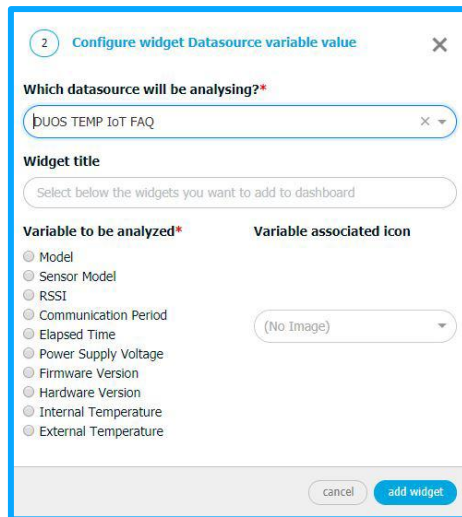 2 Configure widget Datasource variable value
Which datasource will be analysing?*
DUOS TEMP IoT FAQ
Widget title
Select below the widgets you want to add to dashboard
Variable to be analyzed* Variable associated icon
Model
Sensor Model
RSSI
Communication Period
(No Image)
Elapsed Time
Power Supply Voltage
Firmware Version
Hardware Version
Internal Temperature
External Temperature
cancel add widget